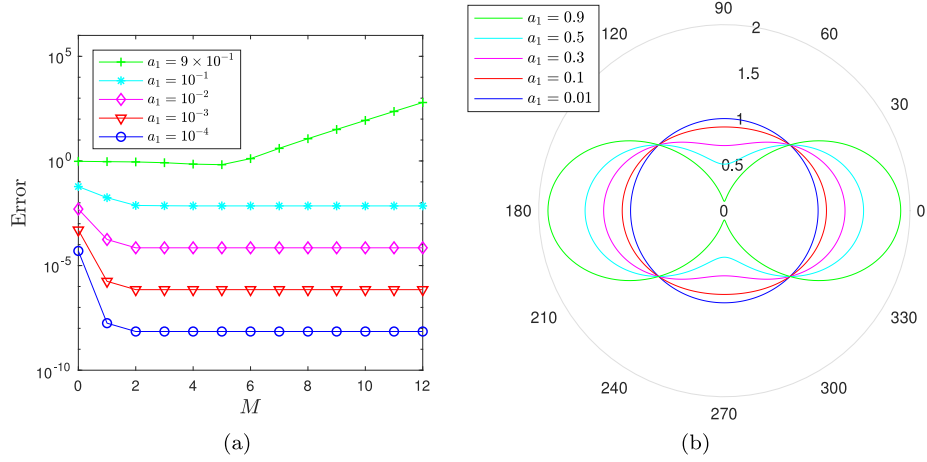 10^5
10^0
10^-5
10^-10
Error
a_1 = 9 × 10^-1
a_1 = 10^-1
a_1 = 10^-2
a_1 = 10^-3
a_1 = 10^-4
0 2 4 6 8 10 12
M
(a)
a_1 = 0.9
a_1 = 0.5
a_1 = 0.3
a_1 = 0.1
a_1 = 0.01
90
120 60
30
180 0
210 330
240 300
270
2
1.5
1
0.5
0
(b)